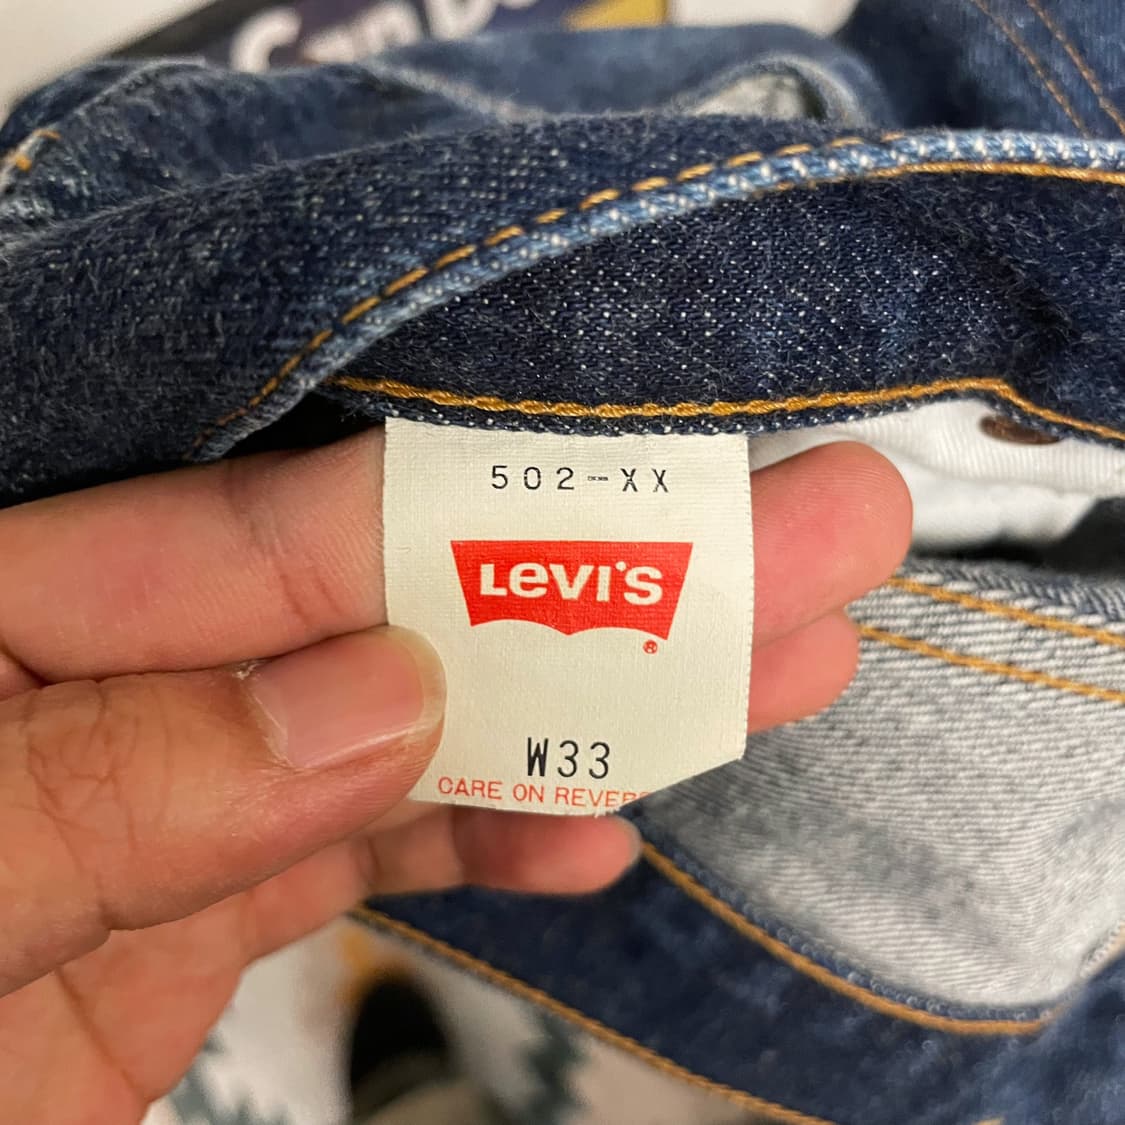 502-XX
LEVI'S
®
W33
CARE ON REVER